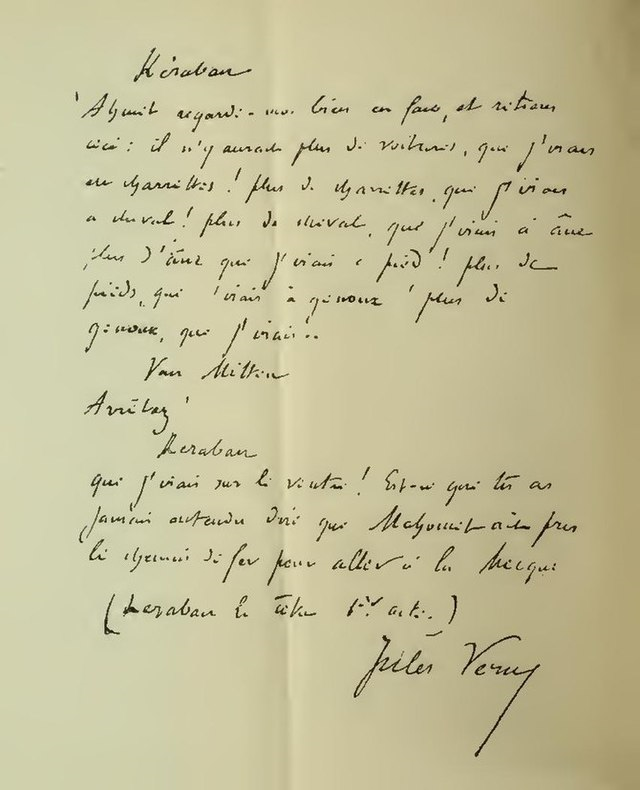 Kéraban
Ahmet regarde-moi bien en face, et retiens
ceci : il n'y aurait plus de voitures, que j'irais
en charrettes ! plus de charrettes, que j'irais
à cheval ! plus de cheval, que j'irais à âne
plus d'âne que j'irais à pied ! plus de
pieds, que j'irais à genoux ! plus de
genoux, que j'irais..
Van Mitten
Arrêtez !
Keraban
que j'irais sur le ventre ! Est-ce que tu as
jamais entendu dire que Mahomet ait pris
le chemin de fer pour aller à la Mecque
(Keraban le têtu 1er acte.)
Jules Verne